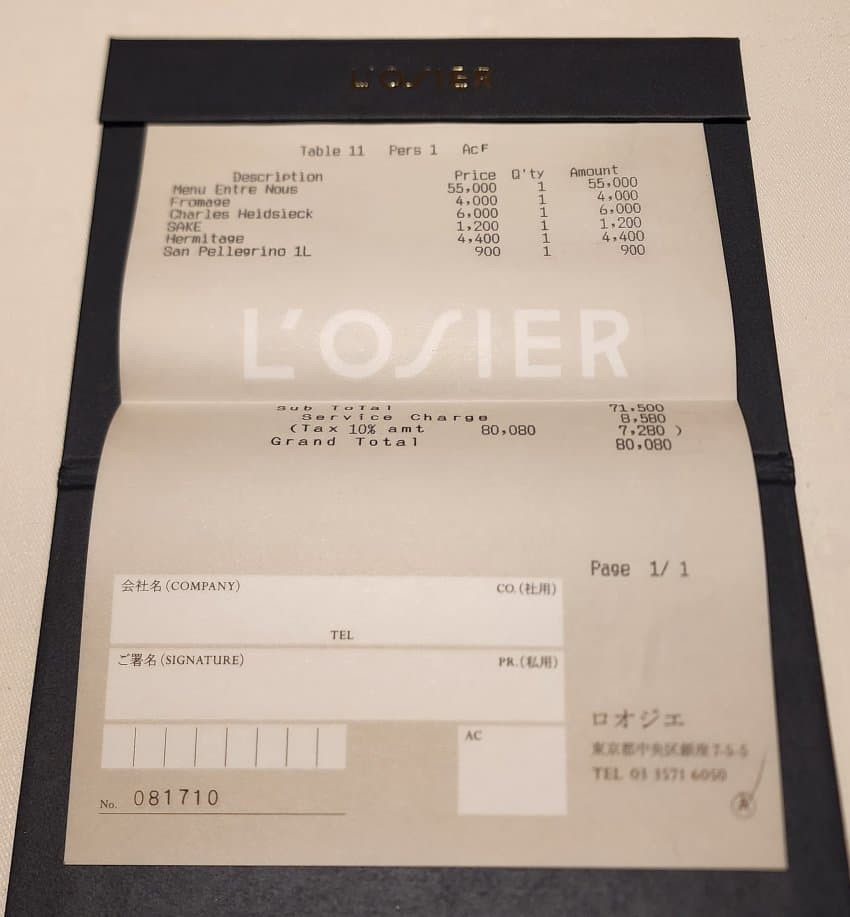 L'OSIER
Table 11 Pers 1 AcF
Description Price Q'ty Amount
Menu Entre Nous 55,000 1 55,000
Fromage 4,000 1 4,000
Charles Heidsieck 6,000 1 6,000
SAKE 1,200 1 1,200
Hermitage 4,400 1 4,400
San Pellegrino 1L 900 1 900
L'OSIER
Sub Total 71,500
Service Charge 8,580
(Tax 10% amt 80,080 7,280 )
Grand Total 80,080
Page 1/ 1
会社名(COMPANY) CO.(社用)
TEL
ご署名(SIGNATURE) PR.(私用)
AC
ロオジエ
東京都中央区銀座7-5-5
TEL 03 3571 6050
No. 081710